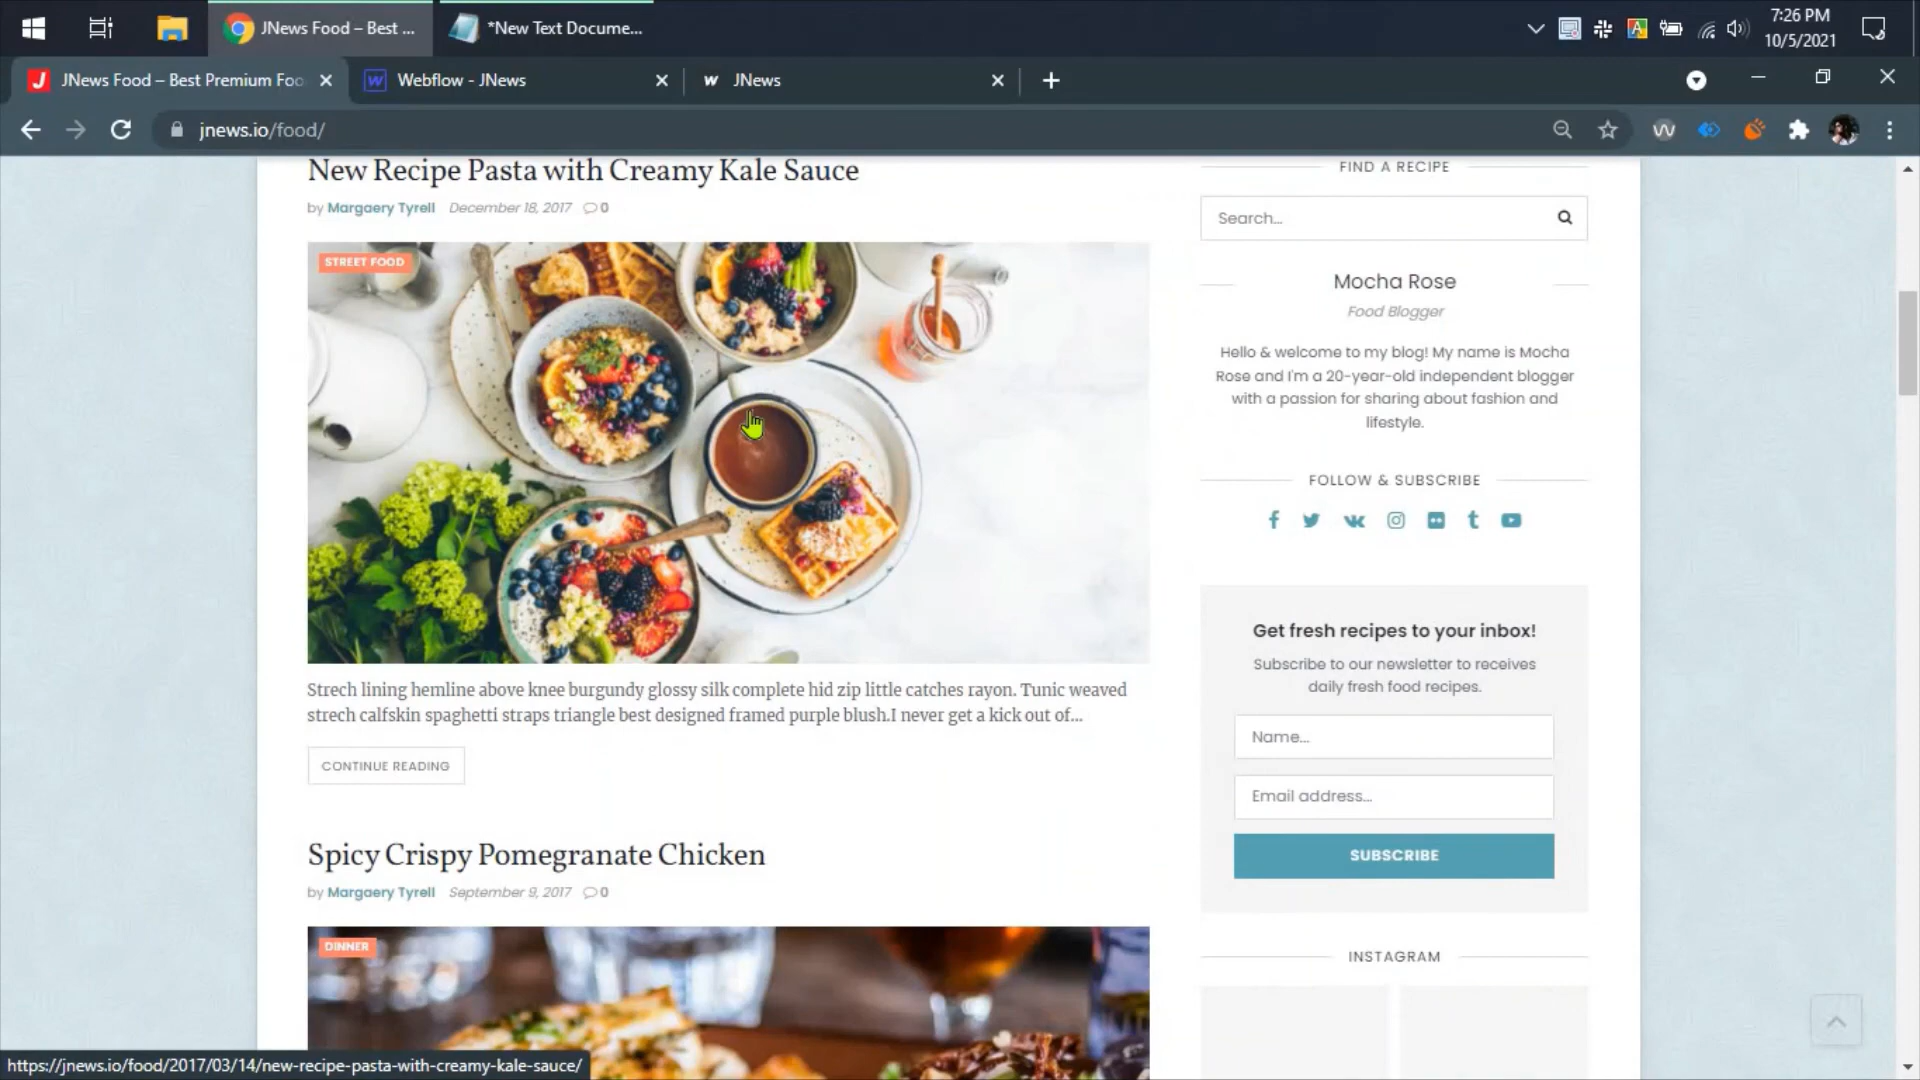 JNews Food – Best ...
*New Text Docume...
A
7:26 PM
10/5/2021
JNews Food – Best Premium Foo
Webflow - JNews
JNews
jnews.io/food/
New Recipe Pasta with Creamy Kale Sauce
by Margaery Tyrell December 18, 2017 0
STREET FOOD
Strech lining hemline above knee burgundy glossy silk complete hid zip little catches rayon. Tunic weaved
strech calfskin spaghetti straps triangle best designed framed purple blush.I never get a kick out of...
CONTINUE READING
Spicy Crispy Pomegranate Chicken
by Margaery Tyrell September 9, 2017 0
DINNER
FIND A RECIPE
Search...
Mocha Rose
Food Blogger
Hello & welcome to my blog! My name is Mocha
Rose and I'm a 20-year-old independent blogger
with a passion for sharing about fashion and
lifestyle.
FOLLOW & SUBSCRIBE
Get fresh recipes to your inbox!
Subscribe to our newsletter to receives
daily fresh food recipes.
Name...
Email address...
SUBSCRIBE
INSTAGRAM
https://jnews.io/food/2017/03/14/new-recipe-pasta-with-creamy-kale-sauce/